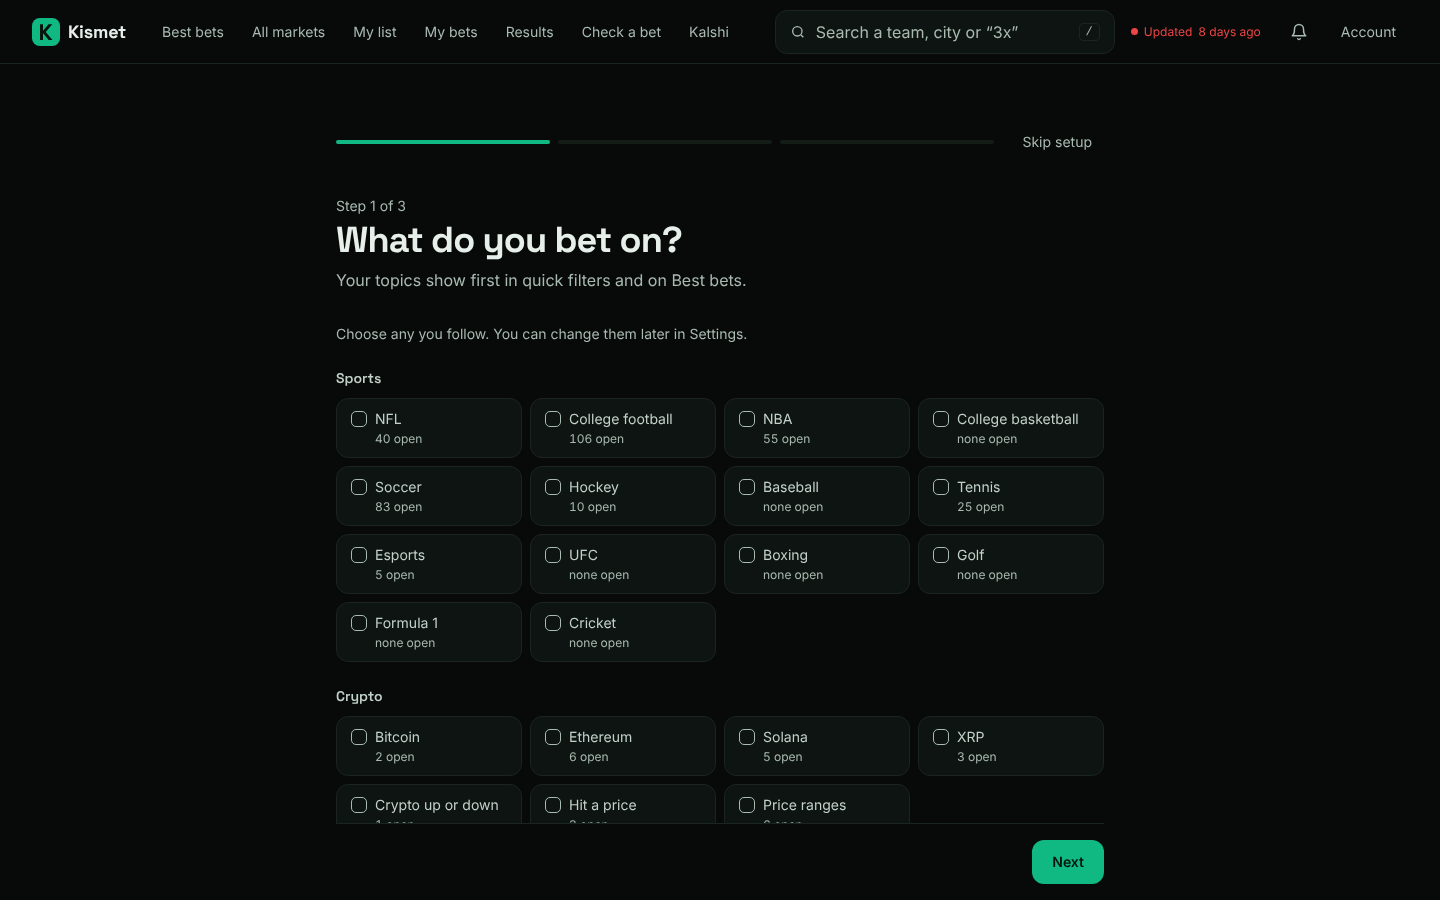 K Kismet
Best bets All markets My list My bets Results Check a bet Kalshi
Search a team, city or “3x” /
Updated 8 days ago
Account
Skip setup
Step 1 of 3
What do you bet on?
Your topics show first in quick filters and on Best bets.
Choose any you follow. You can change them later in Settings.
Sports
NFL
40 open
College football
106 open
NBA
55 open
College basketball
none open
Soccer
83 open
Hockey
10 open
Baseball
none open
Tennis
25 open
Esports
5 open
UFC
none open
Boxing
none open
Golf
none open
Formula 1
none open
Cricket
none open
Crypto
Bitcoin
2 open
Ethereum
6 open
Solana
5 open
XRP
3 open
Crypto up or down
Hit a price
Price ranges
Next